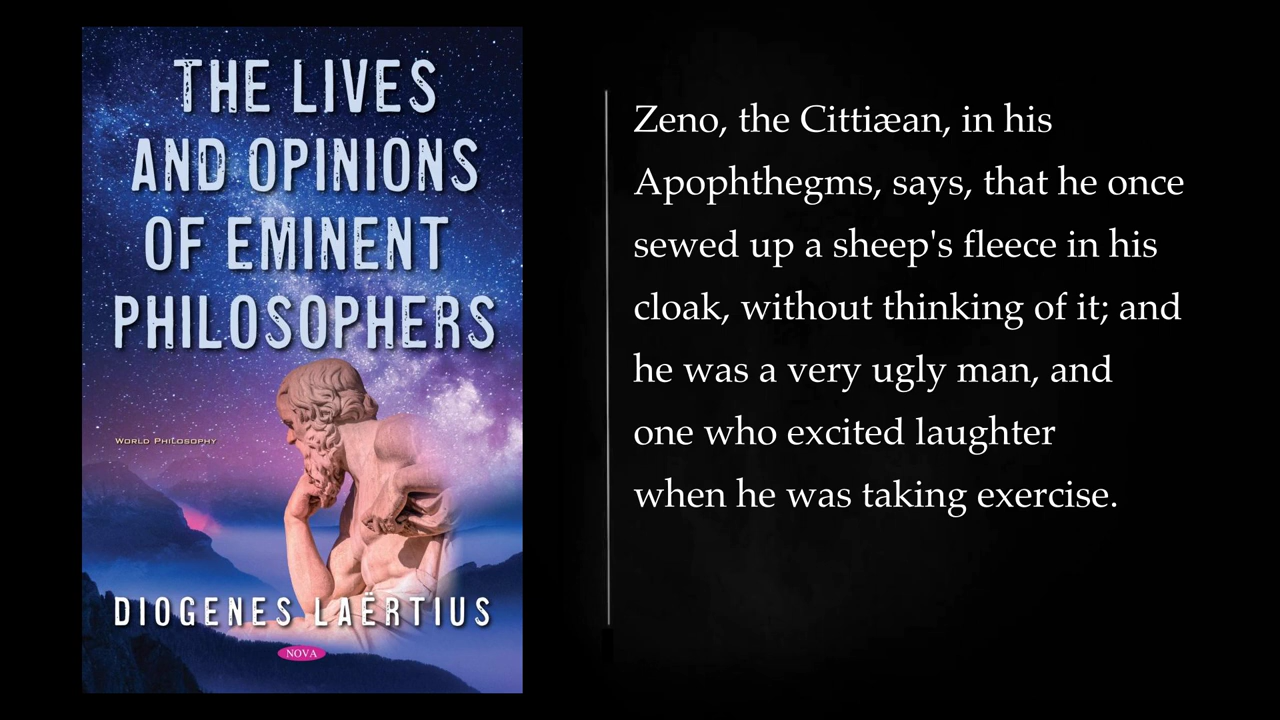 THE LIVES
AND OPINIONS
OF EMINENT
PHILOSOPHERS
WORLD PHILOSOPHY
DIOGENES LAËRTIUS
NOVA
Zeno, the Cittiæan, in his
Apophthegms, says, that he once
sewed up a sheep's fleece in his
cloak, without thinking of it; and
he was a very ugly man, and
one who excited laughter
when he was taking exercise.